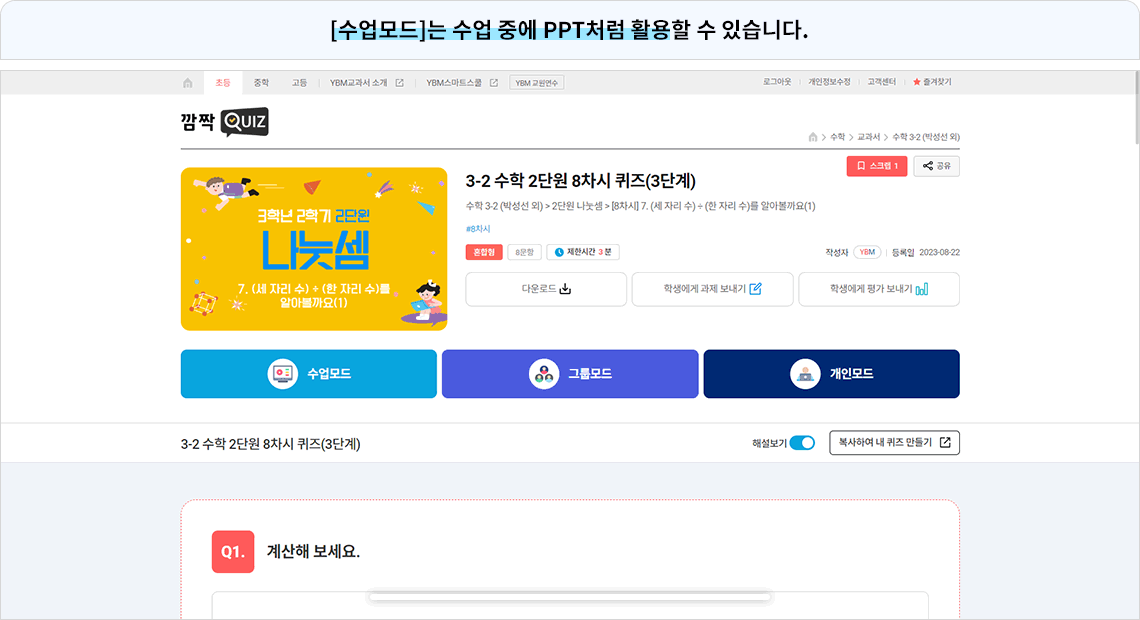 [수업모드]는 수업 중에 PPT처럼 활용할 수 있습니다.
초등 중학 고등 YBM교과서 소개 YBM스마트스쿨 YBM 교원연수 로그아웃 개인정보수정 고객센터 즐겨찾기
깜짝 QUIZ
수학 > 교과서 > 수학 3-2 (박성선 외)
스크랩 1 공유
3학년 2학기 2단원
나눗셈
7. (세 자리 수) ÷ (한 자리 수)를
알아볼까요(1)
3-2 수학 2단원 8차시 퀴즈(3단계)
수학 3-2 (박성선 외) > 2단원 나눗셈 > [8차시] 7. (세 자리 수) ÷ (한 자리 수)를 알아볼까요(1)
#8차시
혼합형 8문항 제한시간 3 분 작성자 YBM 등록일 2023-08-22
다운로드 학생에게 과제 보내기 학생에게 평가 보내기
수업모드 그룹모드 개인모드
3-2 수학 2단원 8차시 퀴즈(3단계) 해설보기 복사하여 내 퀴즈 만들기
Q1. 계산해 보세요.